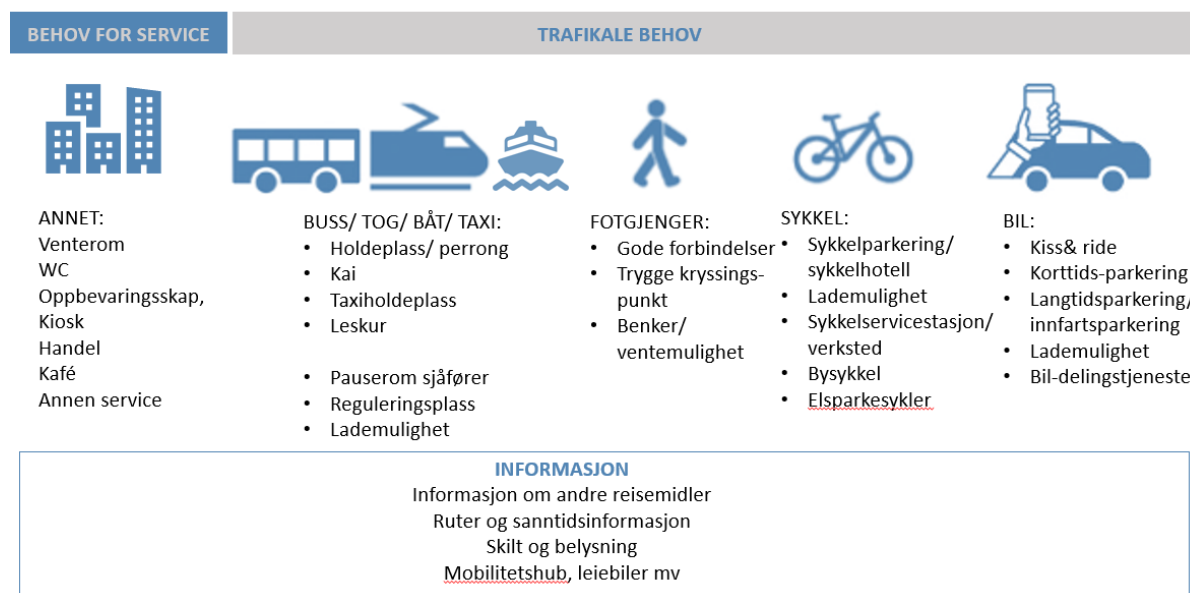 BEHOV FOR SERVICE
TRAFIKALE BEHOV
ANNET:
Venterom
WC
Oppbevaringsskap,
Kiosk
Handel
Kafé
Annen service
BUSS/ TOG/ BÅT/ TAXI:
• Holdeplass/ perrong
• Kai
• Taxiholdeplass
• Leskur
• Pauserom sjåfører
• Reguleringsplass
• Lademulighet
FOTGJENGER:
• Gode forbindelser
• Trygge kryssings-
punkt
• Benker/
ventemulighet
SYKKEL:
• Sykkelparkering/
sykkelhotell
• Lademulighet
• Sykkelservicestasjon/
verksted
• Bysykkel
• Elsparkesykler
BIL:
• Kiss& ride
• Korttids-parkering
• Langtidsparkering/
innfartsparkering
• Lademulighet
• Bil-delingstjeneste
INFORMASJON
Informasjon om andre reisemidler
Ruter og sanntidsinformasjon
Skilt og belysning
Mobilitetshub, leiebiler mv